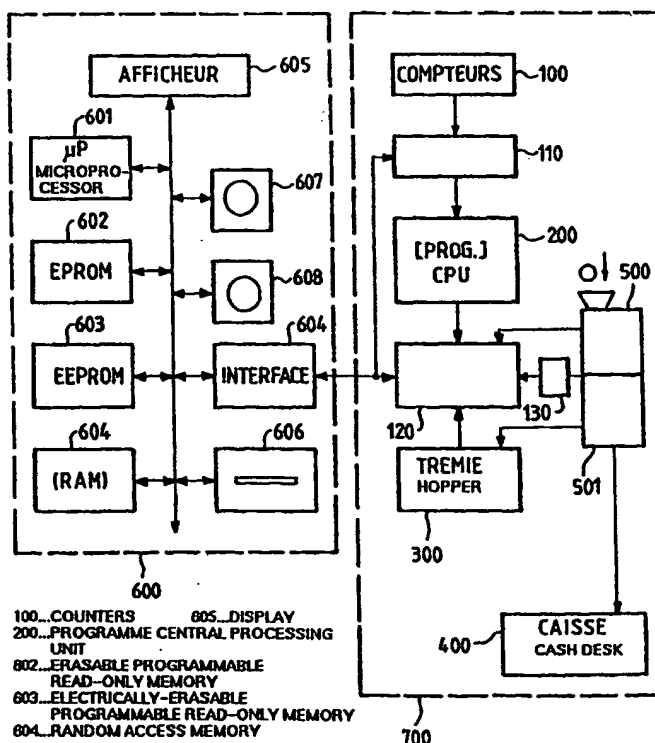 AFFICHEUR
605
601
µP
MICROPRO-
CESSOR
607
602
EPROM
608
603
EEPROM
604
INTERFACE
604
(RAM)
606
600
COMPTEURS
100
110
[PROG.]
CPU
200
500
130
120
501
TREMIE
HOPPER
300
CAISSE
CASH DESK
400
700
100...COUNTERS 605...DISPLAY
200...PROGRAMME CENTRAL PROCESSING
UNIT
602...ERASABLE PROGRAMMABLE
READ-ONLY MEMORY
603...ELECTRICALLY-ERASABLE
PROGRAMMABLE READ-ONLY MEMORY
604...RANDOM ACCESS MEMORY